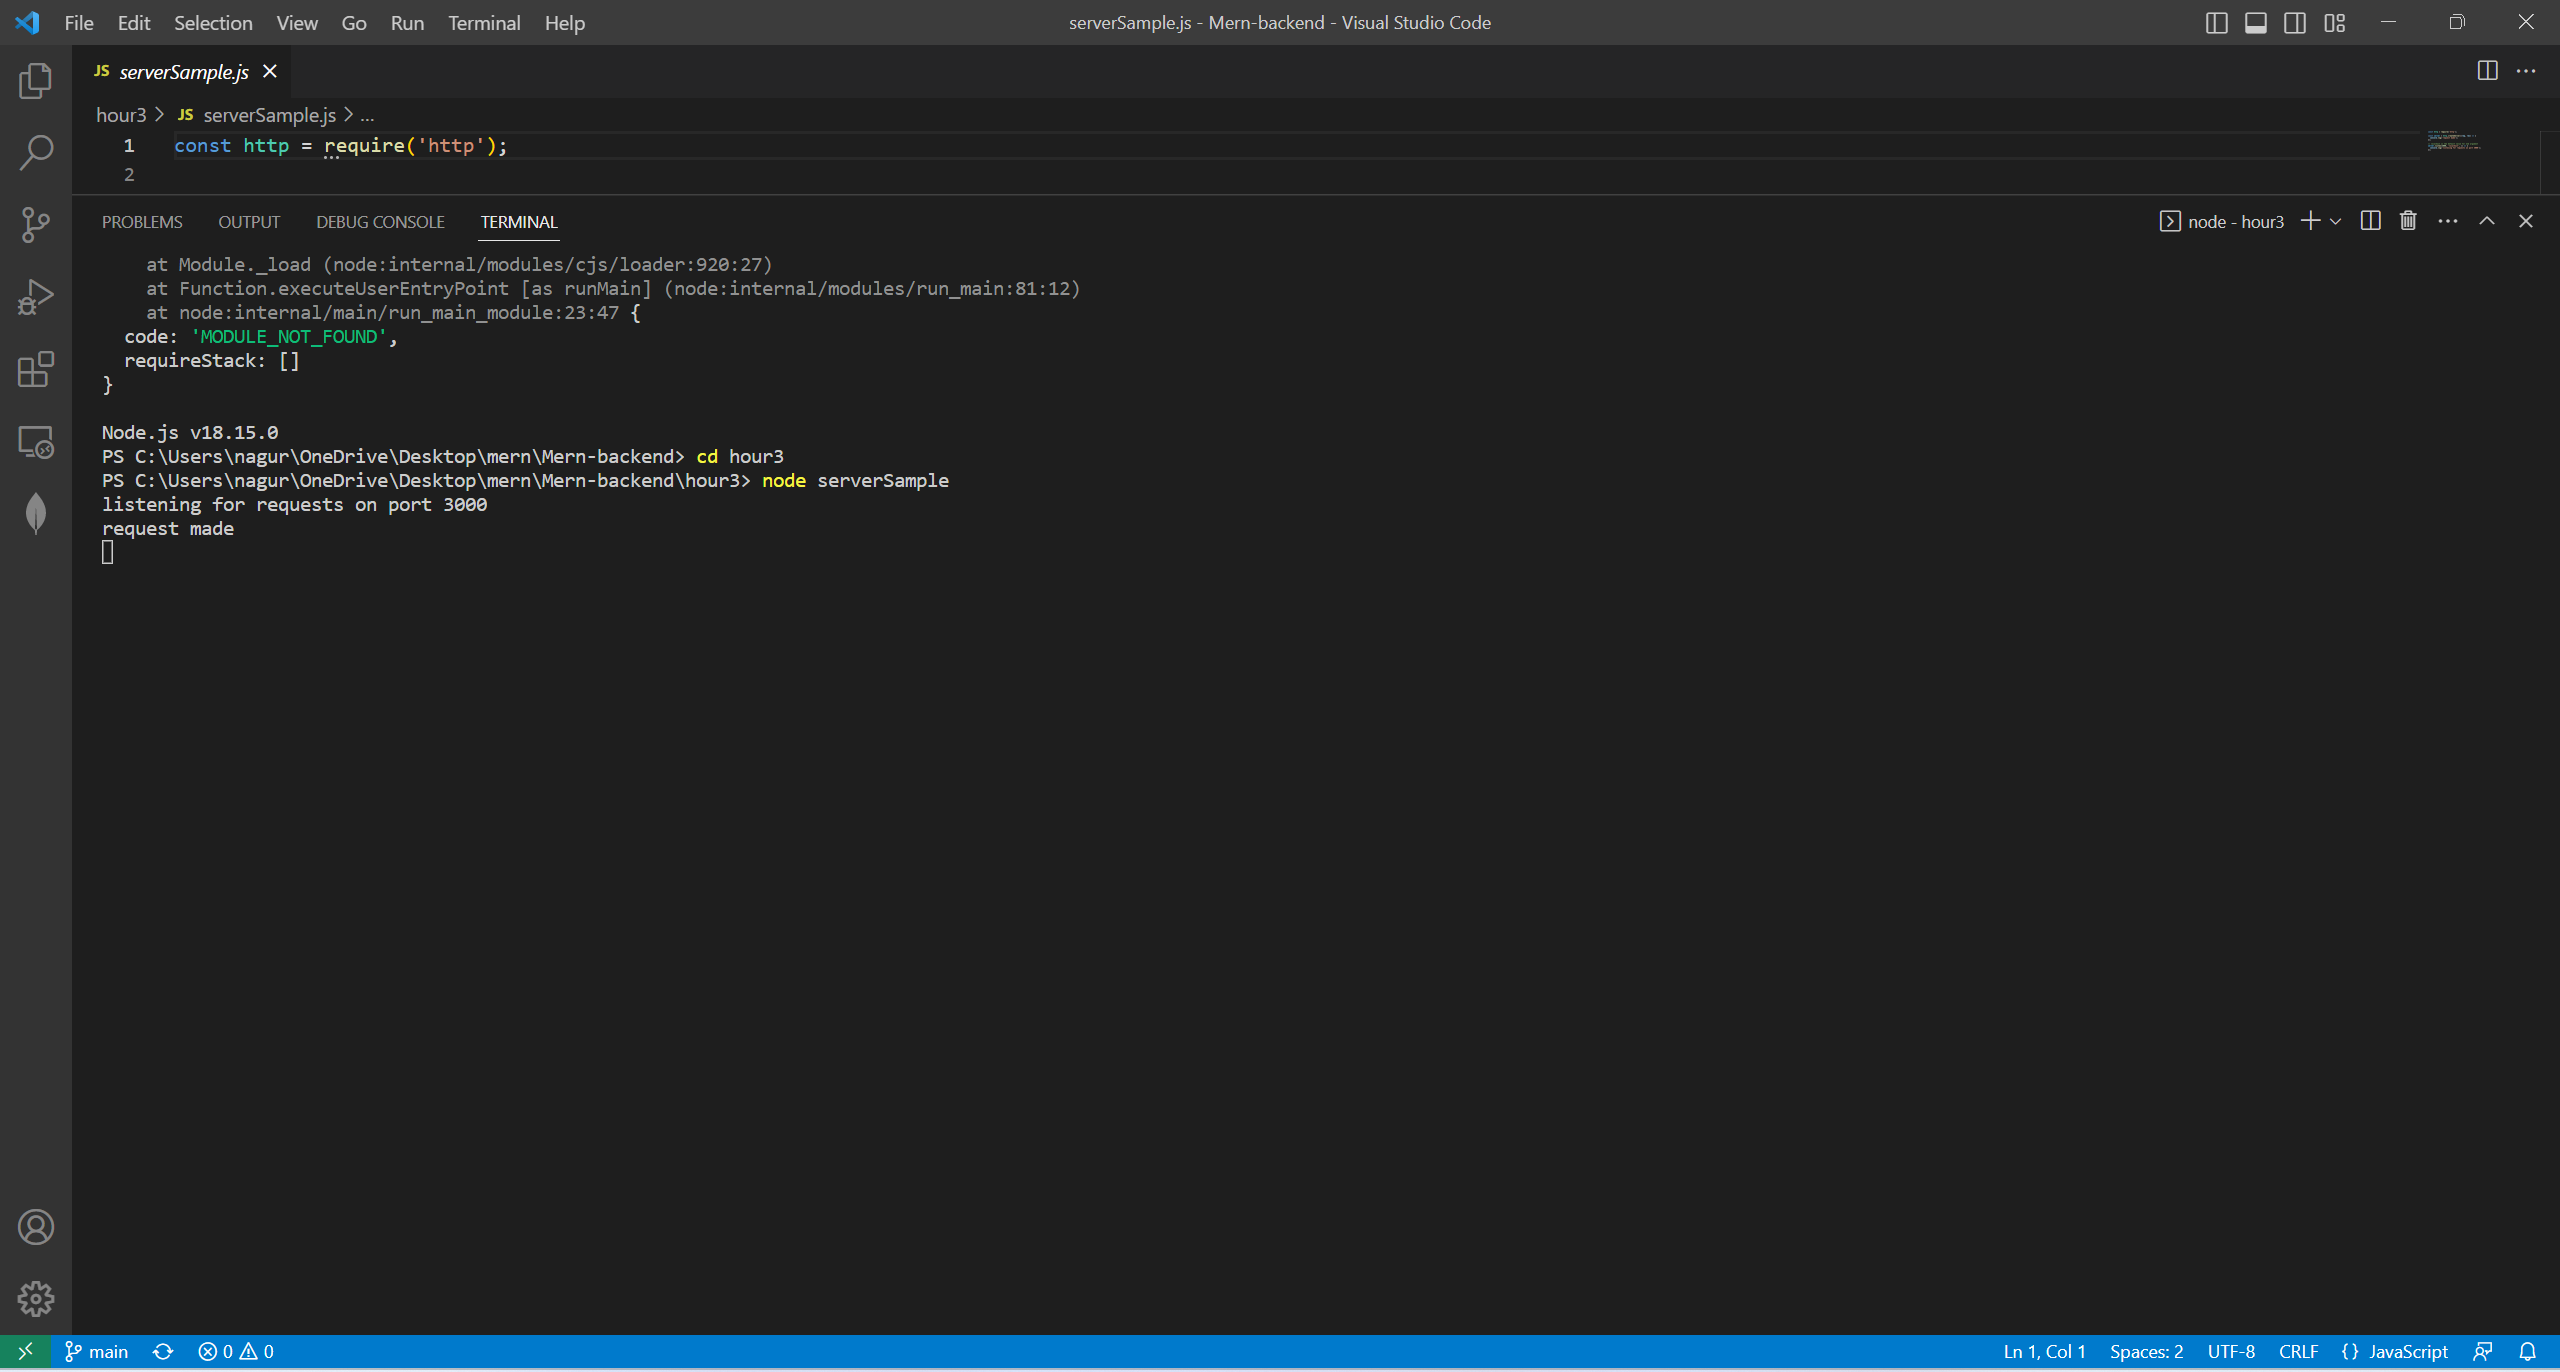 File Edit Selection View Go Run Terminal Help
serverSample.js - Mern-backend - Visual Studio Code
JS serverSample.js
hour3 > JS serverSample.js > ...
1 const http = require('http');
2
PROBLEMS OUTPUT DEBUG CONSOLE TERMINAL
node - hour3
at Module._load (node:internal/modules/cjs/loader:920:27)
at Function.executeUserEntryPoint [as runMain] (node:internal/modules/run_main:81:12)
at node:internal/main/run_main_module:23:47 {
code: 'MODULE_NOT_FOUND',
requireStack: []
}
Node.js v18.15.0
PS C:\Users\nagur\OneDrive\Desktop\mern\Mern-backend> cd hour3
PS C:\Users\nagur\OneDrive\Desktop\mern\Mern-backend\hour3> node serverSample
listening for requests on port 3000
request made
main 0 0
Ln 1, Col 1 Spaces: 2 UTF-8 CRLF {} JavaScript